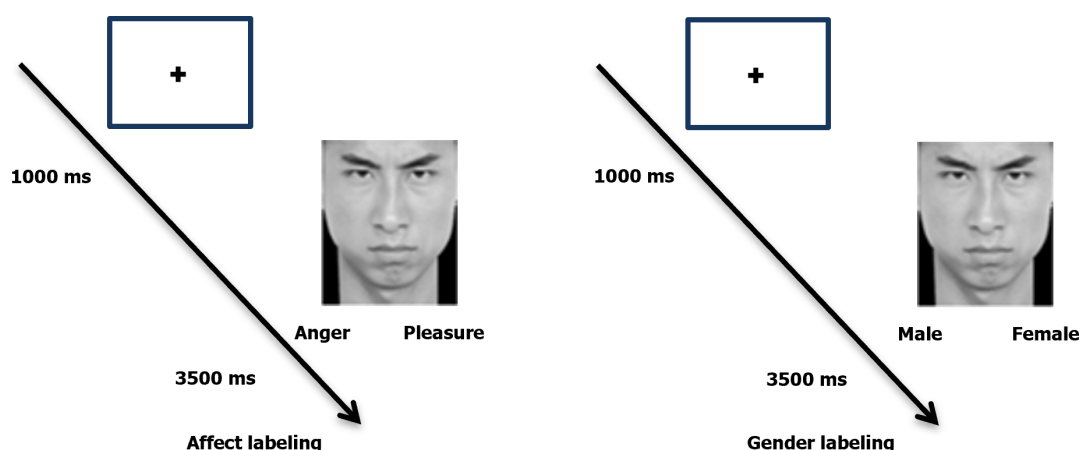 1000 ms
Anger Pleasure
3500 ms
Affect labeling
1000 ms
Male Female
3500 ms
Gender labeling